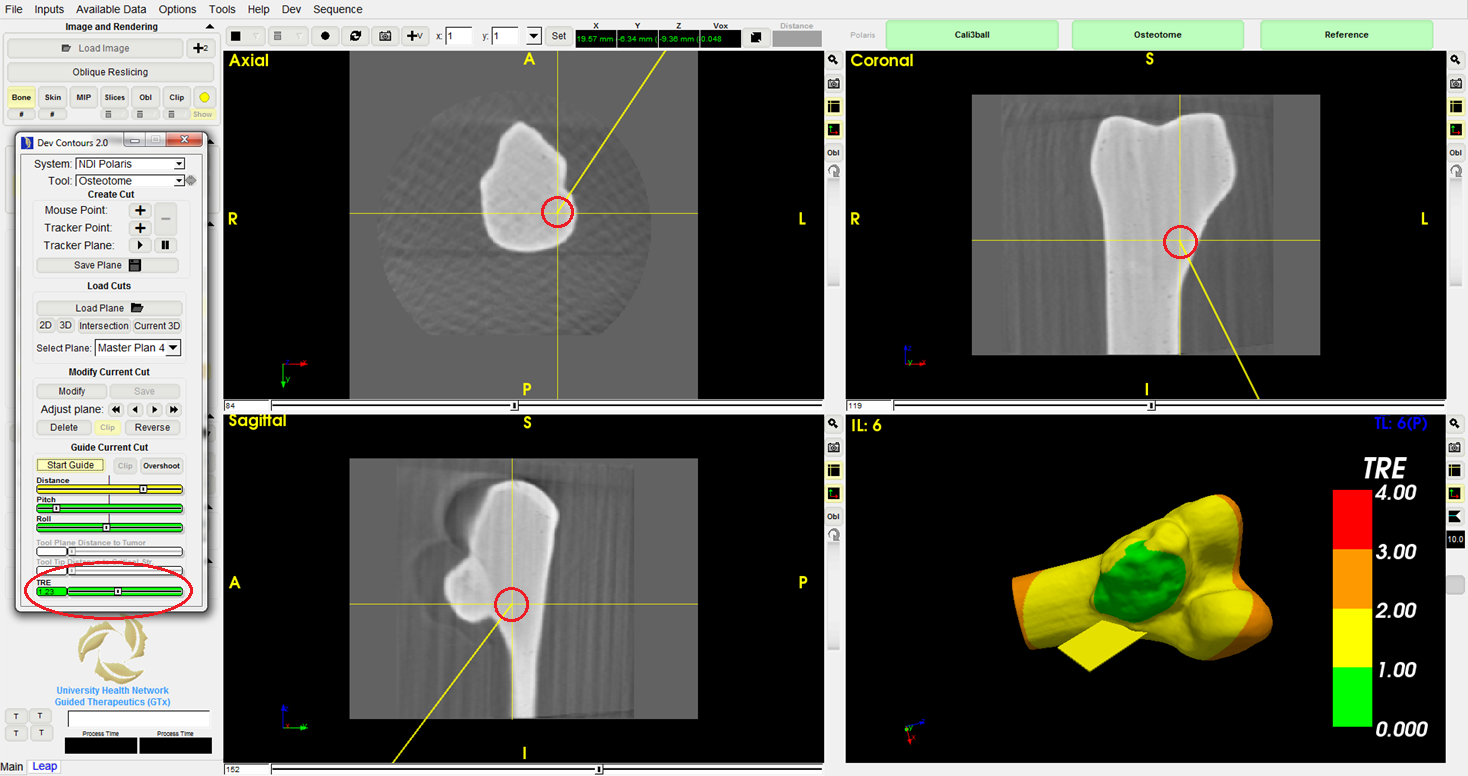 File Inputs Available Data Options Tools Help Dev Sequence
Image and Rendering
Load Image
+2
Oblique Reslicing
Bone Skin MIP Slices Obl Clip
# # Show
Dev Contours 2.0
System: NDI Polaris
Tool: Osteotome
Create Cut
Mouse Point: +
Tracker Point: +
Tracker Plane:
Save Plane
Load Cuts
Load Plane
2D 3D Intersection Current 3D
Select Plane: Master Plan 4
Modify Current Cut
Modify Save
Adjust plane:
Delete Clip Reverse
Guide Current Cut
Start Guide Clip Overshoot
Distance
Pitch
Roll
Tool Plane Distance to Tumor
TRE
1.23
University Health Network
Guided Therapeutics (GTx)
T T
T T
Process Time Process Time
Main Leap
+V x: 1 y: 1 Set
X Y Z Vox
19.57 mm -6.34 mm -9.36 mm -0.048
Distance
Polaris Cali3ball Osteotome Reference
Axial
A
R
L
P
84
Coronal
S
R
L
I
119
Obl
Obl
Sagittal
S
A
P
I
152
Obl
IL: 6
TL: 6(P)
TRE
4.00
3.00
2.00
1.00
0.000
10.0